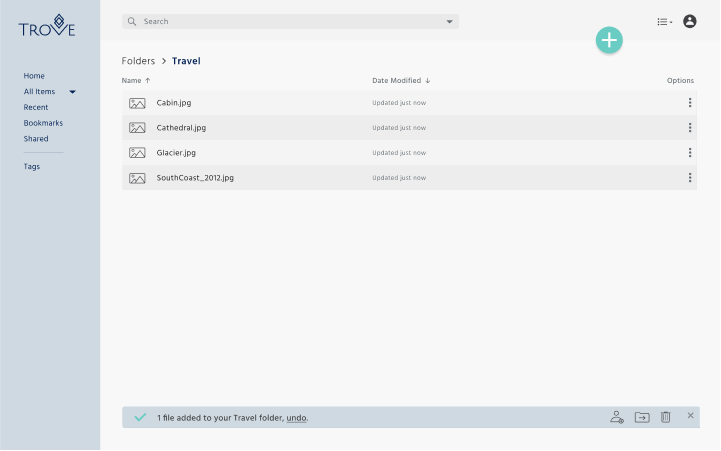 TROVE
Search
Home
All Items
Recent
Bookmarks
Shared
Tags
Folders > Travel
Name ↑ Date Modified ↓ Options
Cabin.jpg Updated just now
Cathedral.jpg Updated just now
Glacier.jpg Updated just now
SouthCoast_2012.jpg Updated just now
1 file added to your Travel folder, undo.